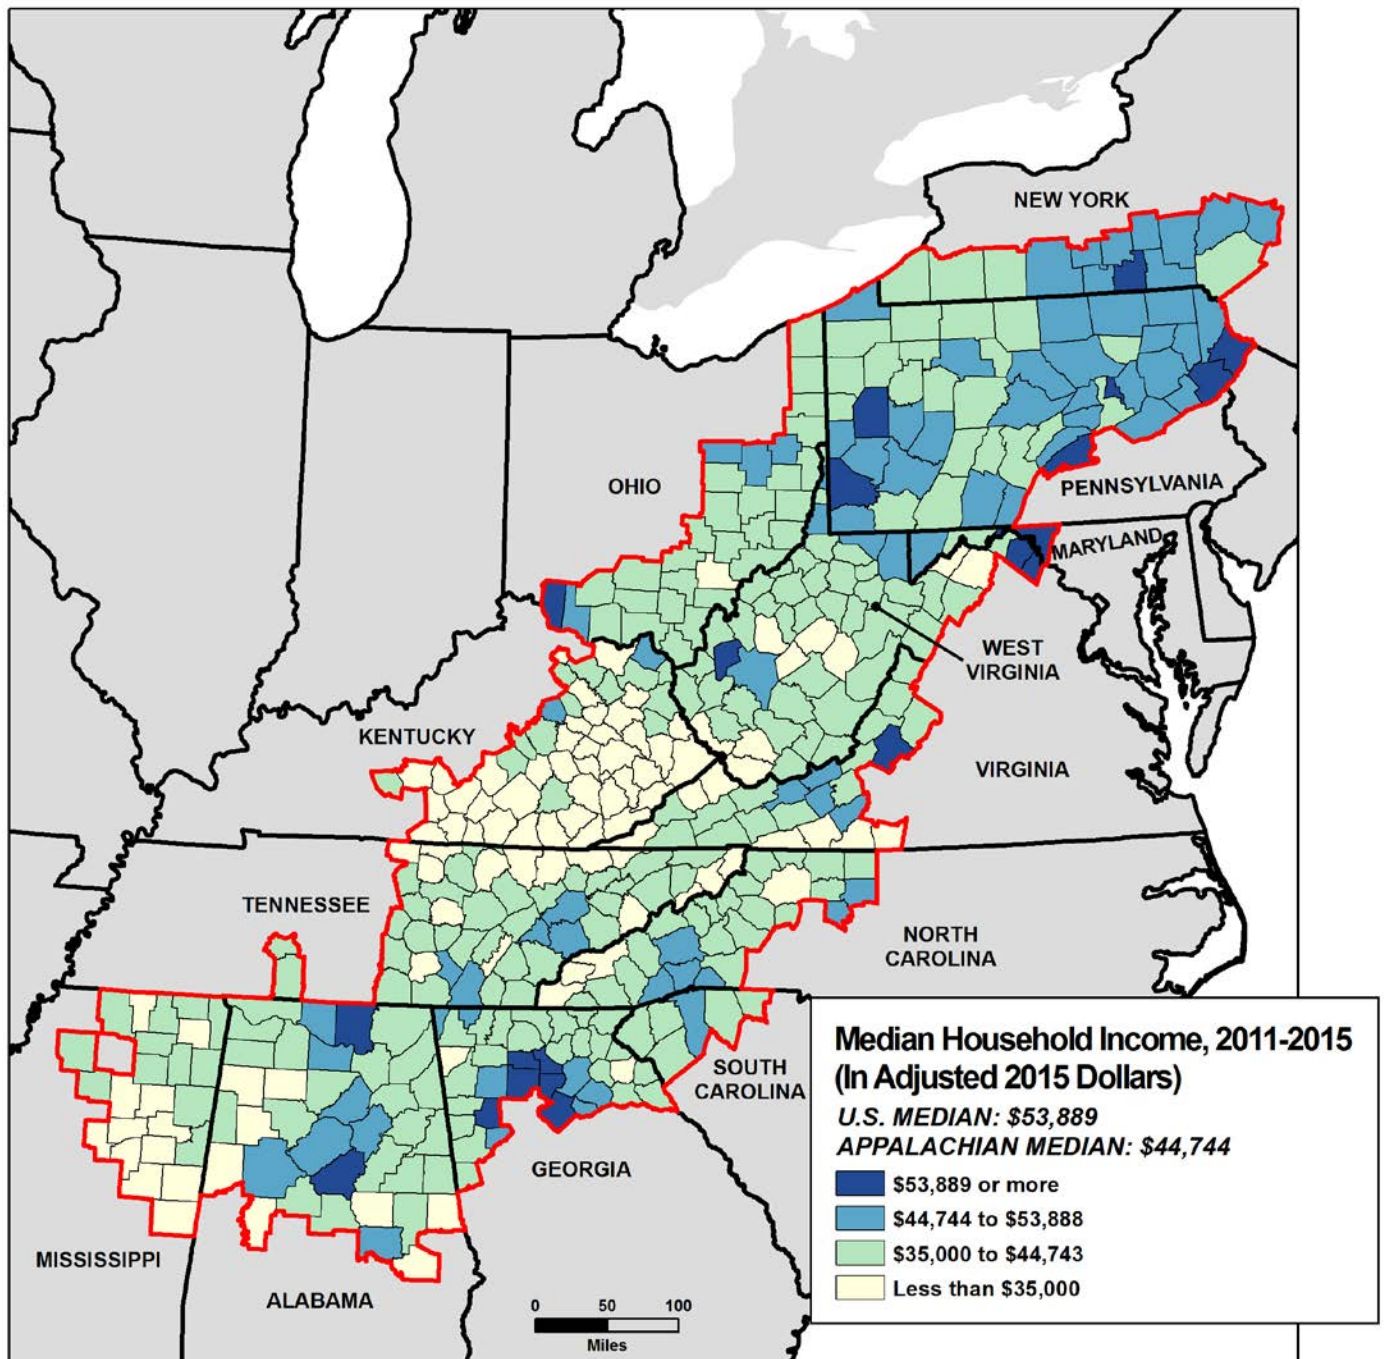 NEW YORK
OHIO
PENNSYLVANIA
MARYLAND
WEST
VIRGINIA
KENTUCKY
VIRGINIA
TENNESSEE
NORTH
CAROLINA
SOUTH
CAROLINA
GEORGIA
MISSISSIPPI
ALABAMA
0 50 100
Miles
Median Household Income, 2011-2015
(In Adjusted 2015 Dollars)
U.S. MEDIAN: $53,889
APPALACHIAN MEDIAN: $44,744
$53,889 or more
$44,744 to $53,888
$35,000 to $44,743
Less than $35,000